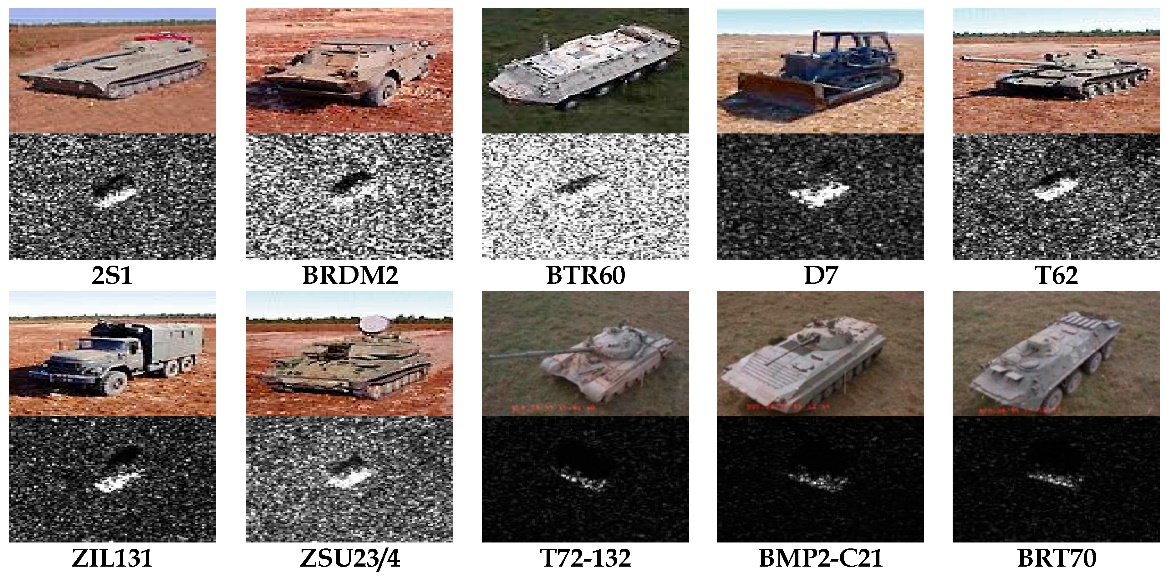 2S1
BRDM2
BTR60
D7
T62
ZIL131
ZSU23/4
T72-132
BMP2-C21
BRT70